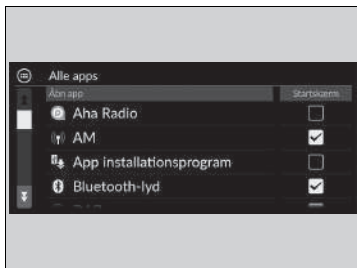 Alle apps
Åbn app Startskærm
Aha Radio
AM
App installationsprogram
Bluetooth-lyd